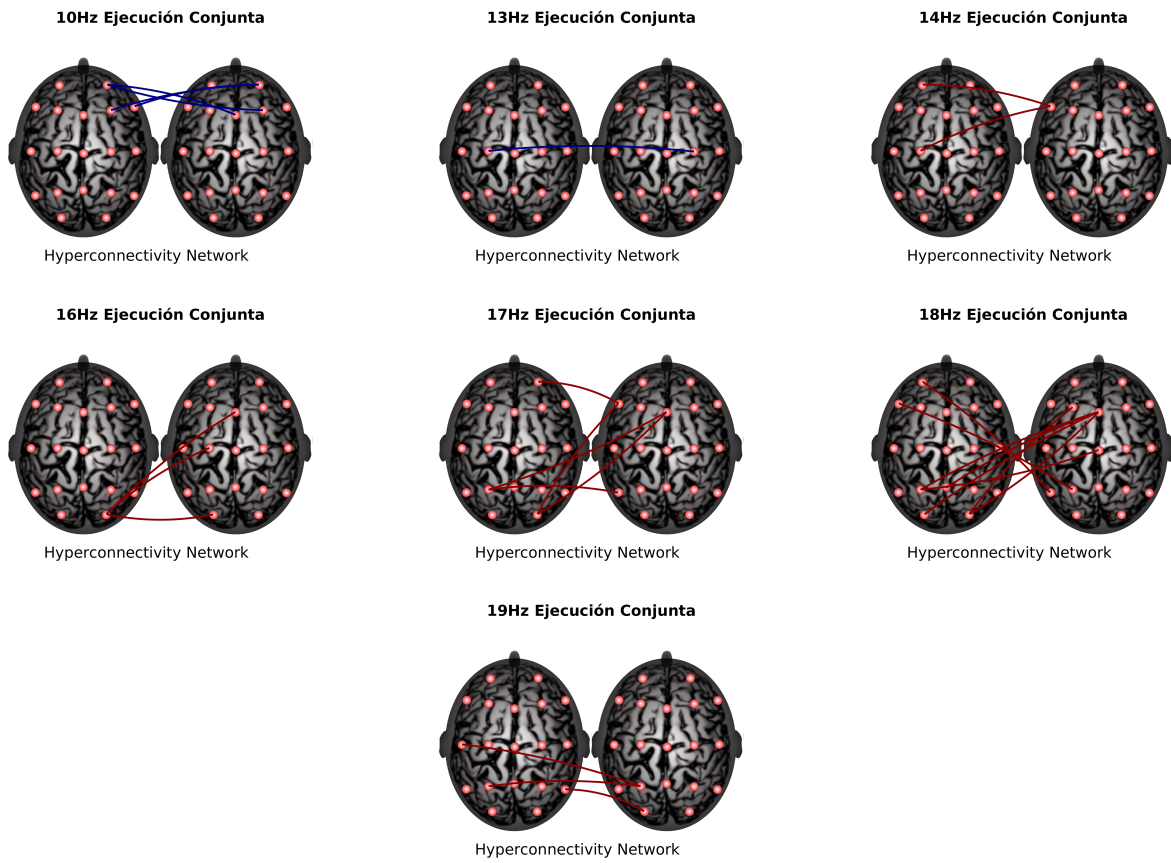 10Hz Ejecución Conjunta
13Hz Ejecución Conjunta
14Hz Ejecución Conjunta
Hyperconnectivity Network
Hyperconnectivity Network
Hyperconnectivity Network
16Hz Ejecución Conjunta
17Hz Ejecución Conjunta
18Hz Ejecución Conjunta
Hyperconnectivity Network
Hyperconnectivity Network
Hyperconnectivity Network
19Hz Ejecución Conjunta
Hyperconnectivity Network